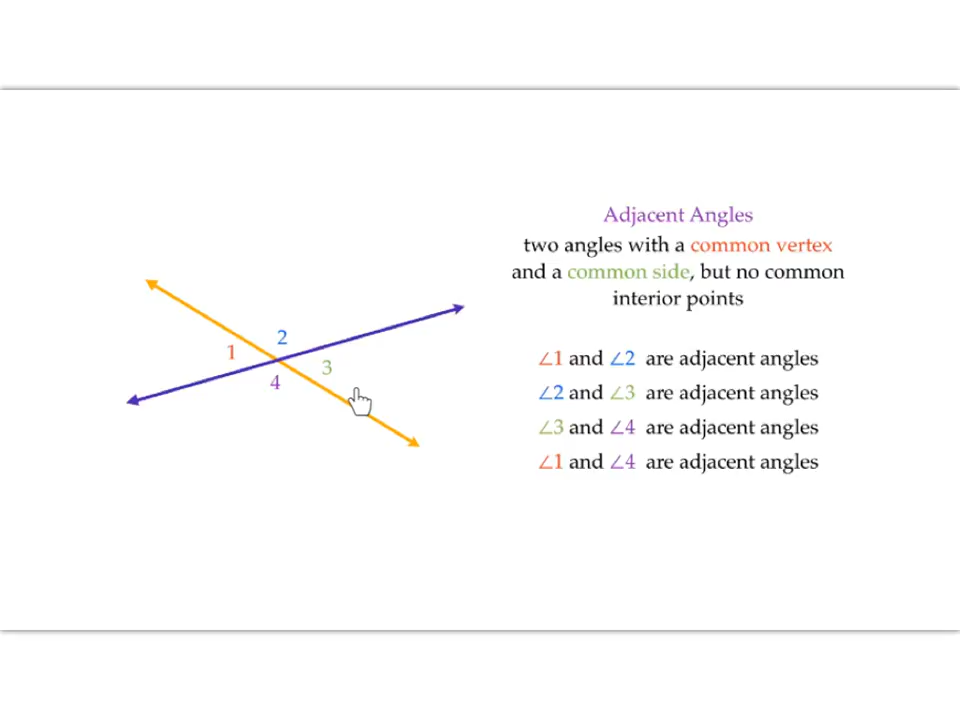 Adjacent Angles
two angles with a common vertex
and a common side, but no common
interior points
2
1
3
4
∠1 and ∠2 are adjacent angles
∠2 and ∠3 are adjacent angles
∠3 and ∠4 are adjacent angles
∠1 and ∠4 are adjacent angles